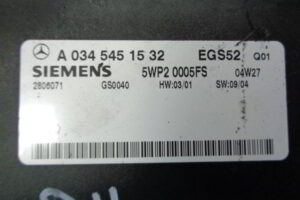 A 034 545 15 32 EGS52 Q01
SIEMENS 5WP2 0005FS 04W27
2806071 GS0040 HW:03/01 SW:09/04